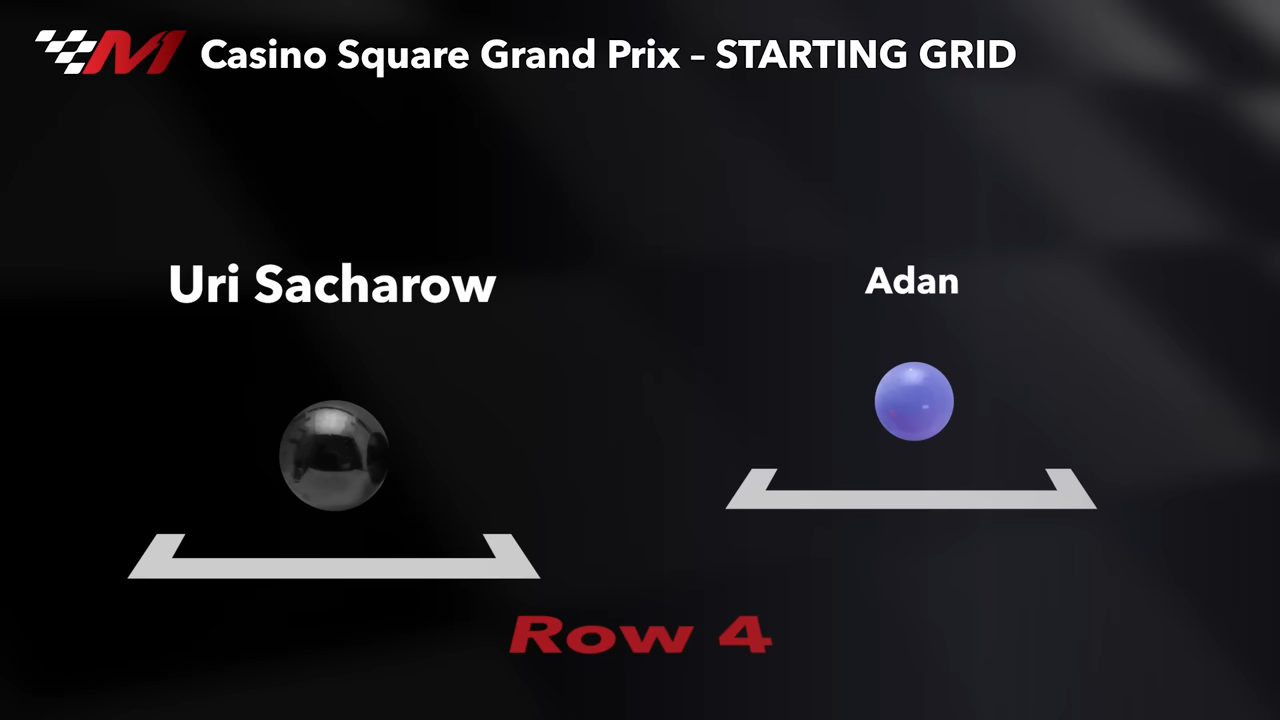 M1 Casino Square Grand Prix – STARTING GRID
Uri Sacharow
Adan
Row 4